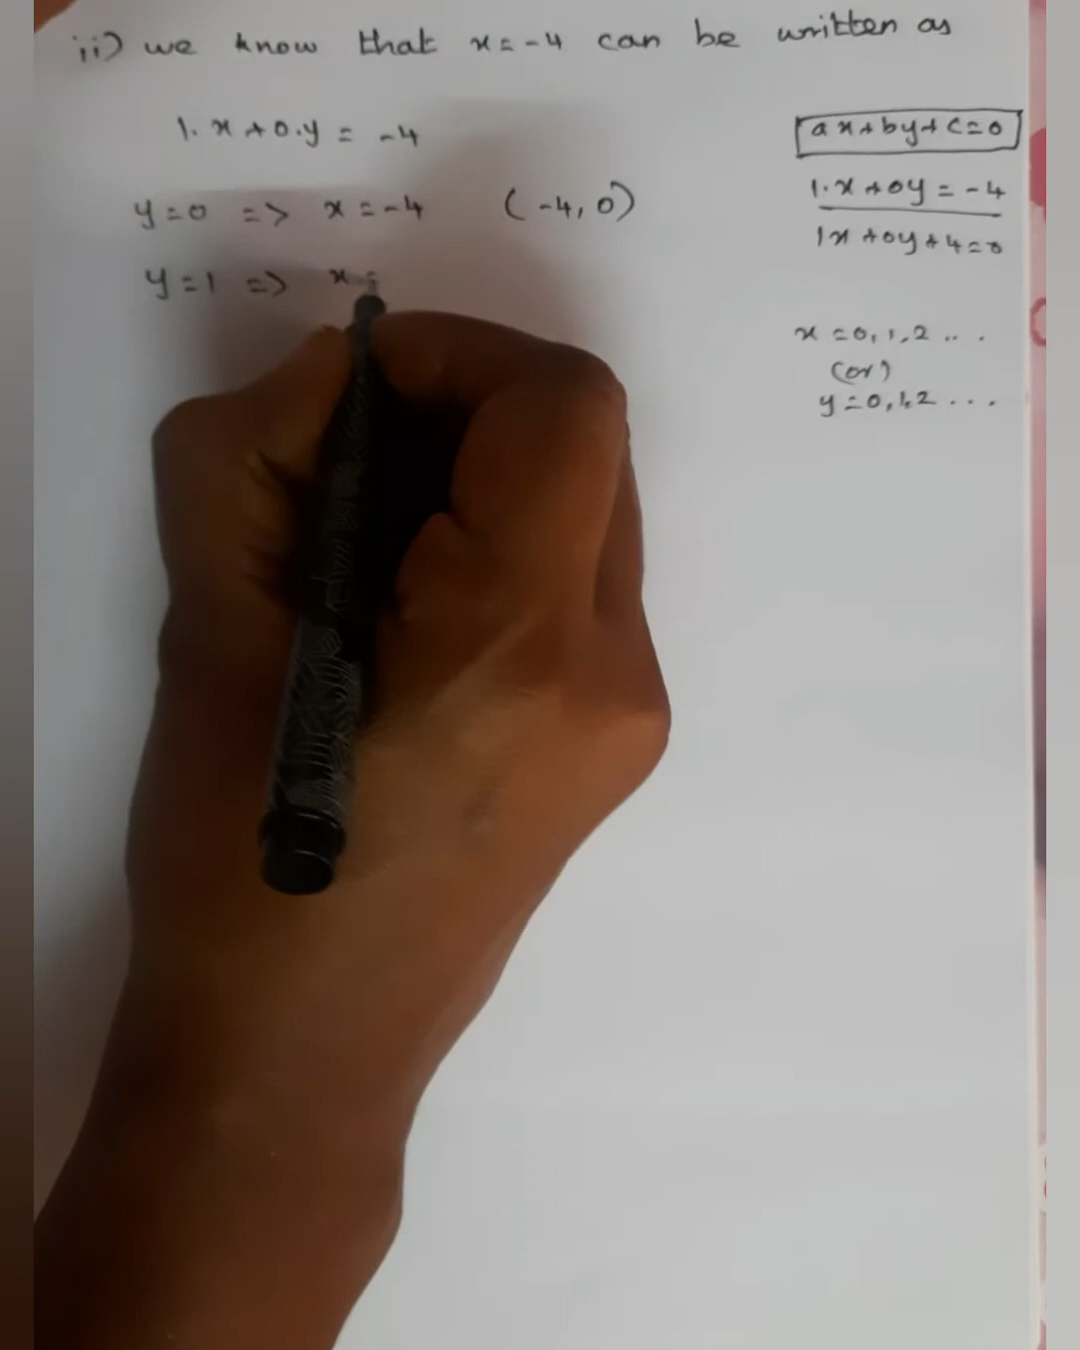 ii) we know that x = -4 can be written as
1. x + 0.y = -4
y = 0 => x = -4 (-4, 0)
y = 1 => x =
ax + by + c = 0
1. x + 0y = -4
1x + 0y + 4 = 0
x = 0, 1, 2 .. .
(or)
y = 0, 1, 2 ...